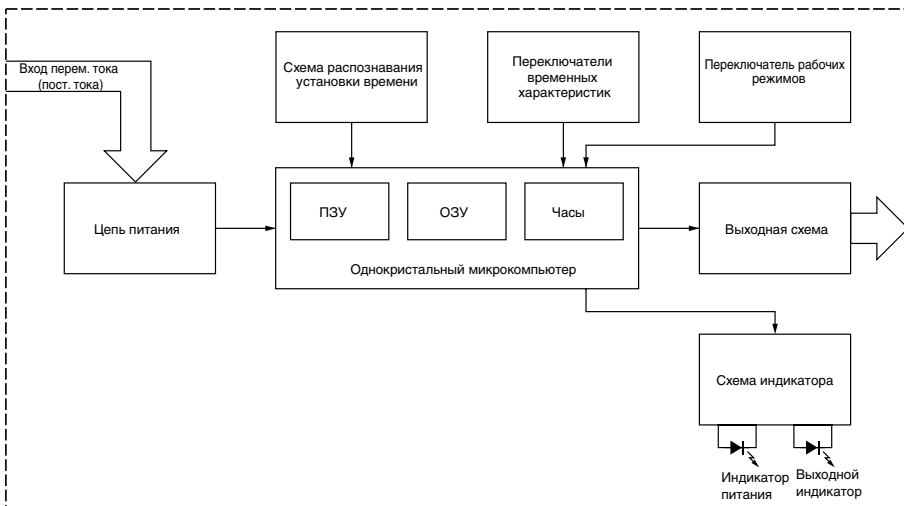 Вход перем. тока
(пост. тока)
Схема распознавания
установки времени
Переключатели
временных
характеристик
Переключатель рабочих
режимов
Цепь питания
ПЗУ
ОЗУ
Часы
Однокристальный микрокомпьютер
Выходная схема
Схема индикатора
Индикатор
питания
Выходной
индикатор